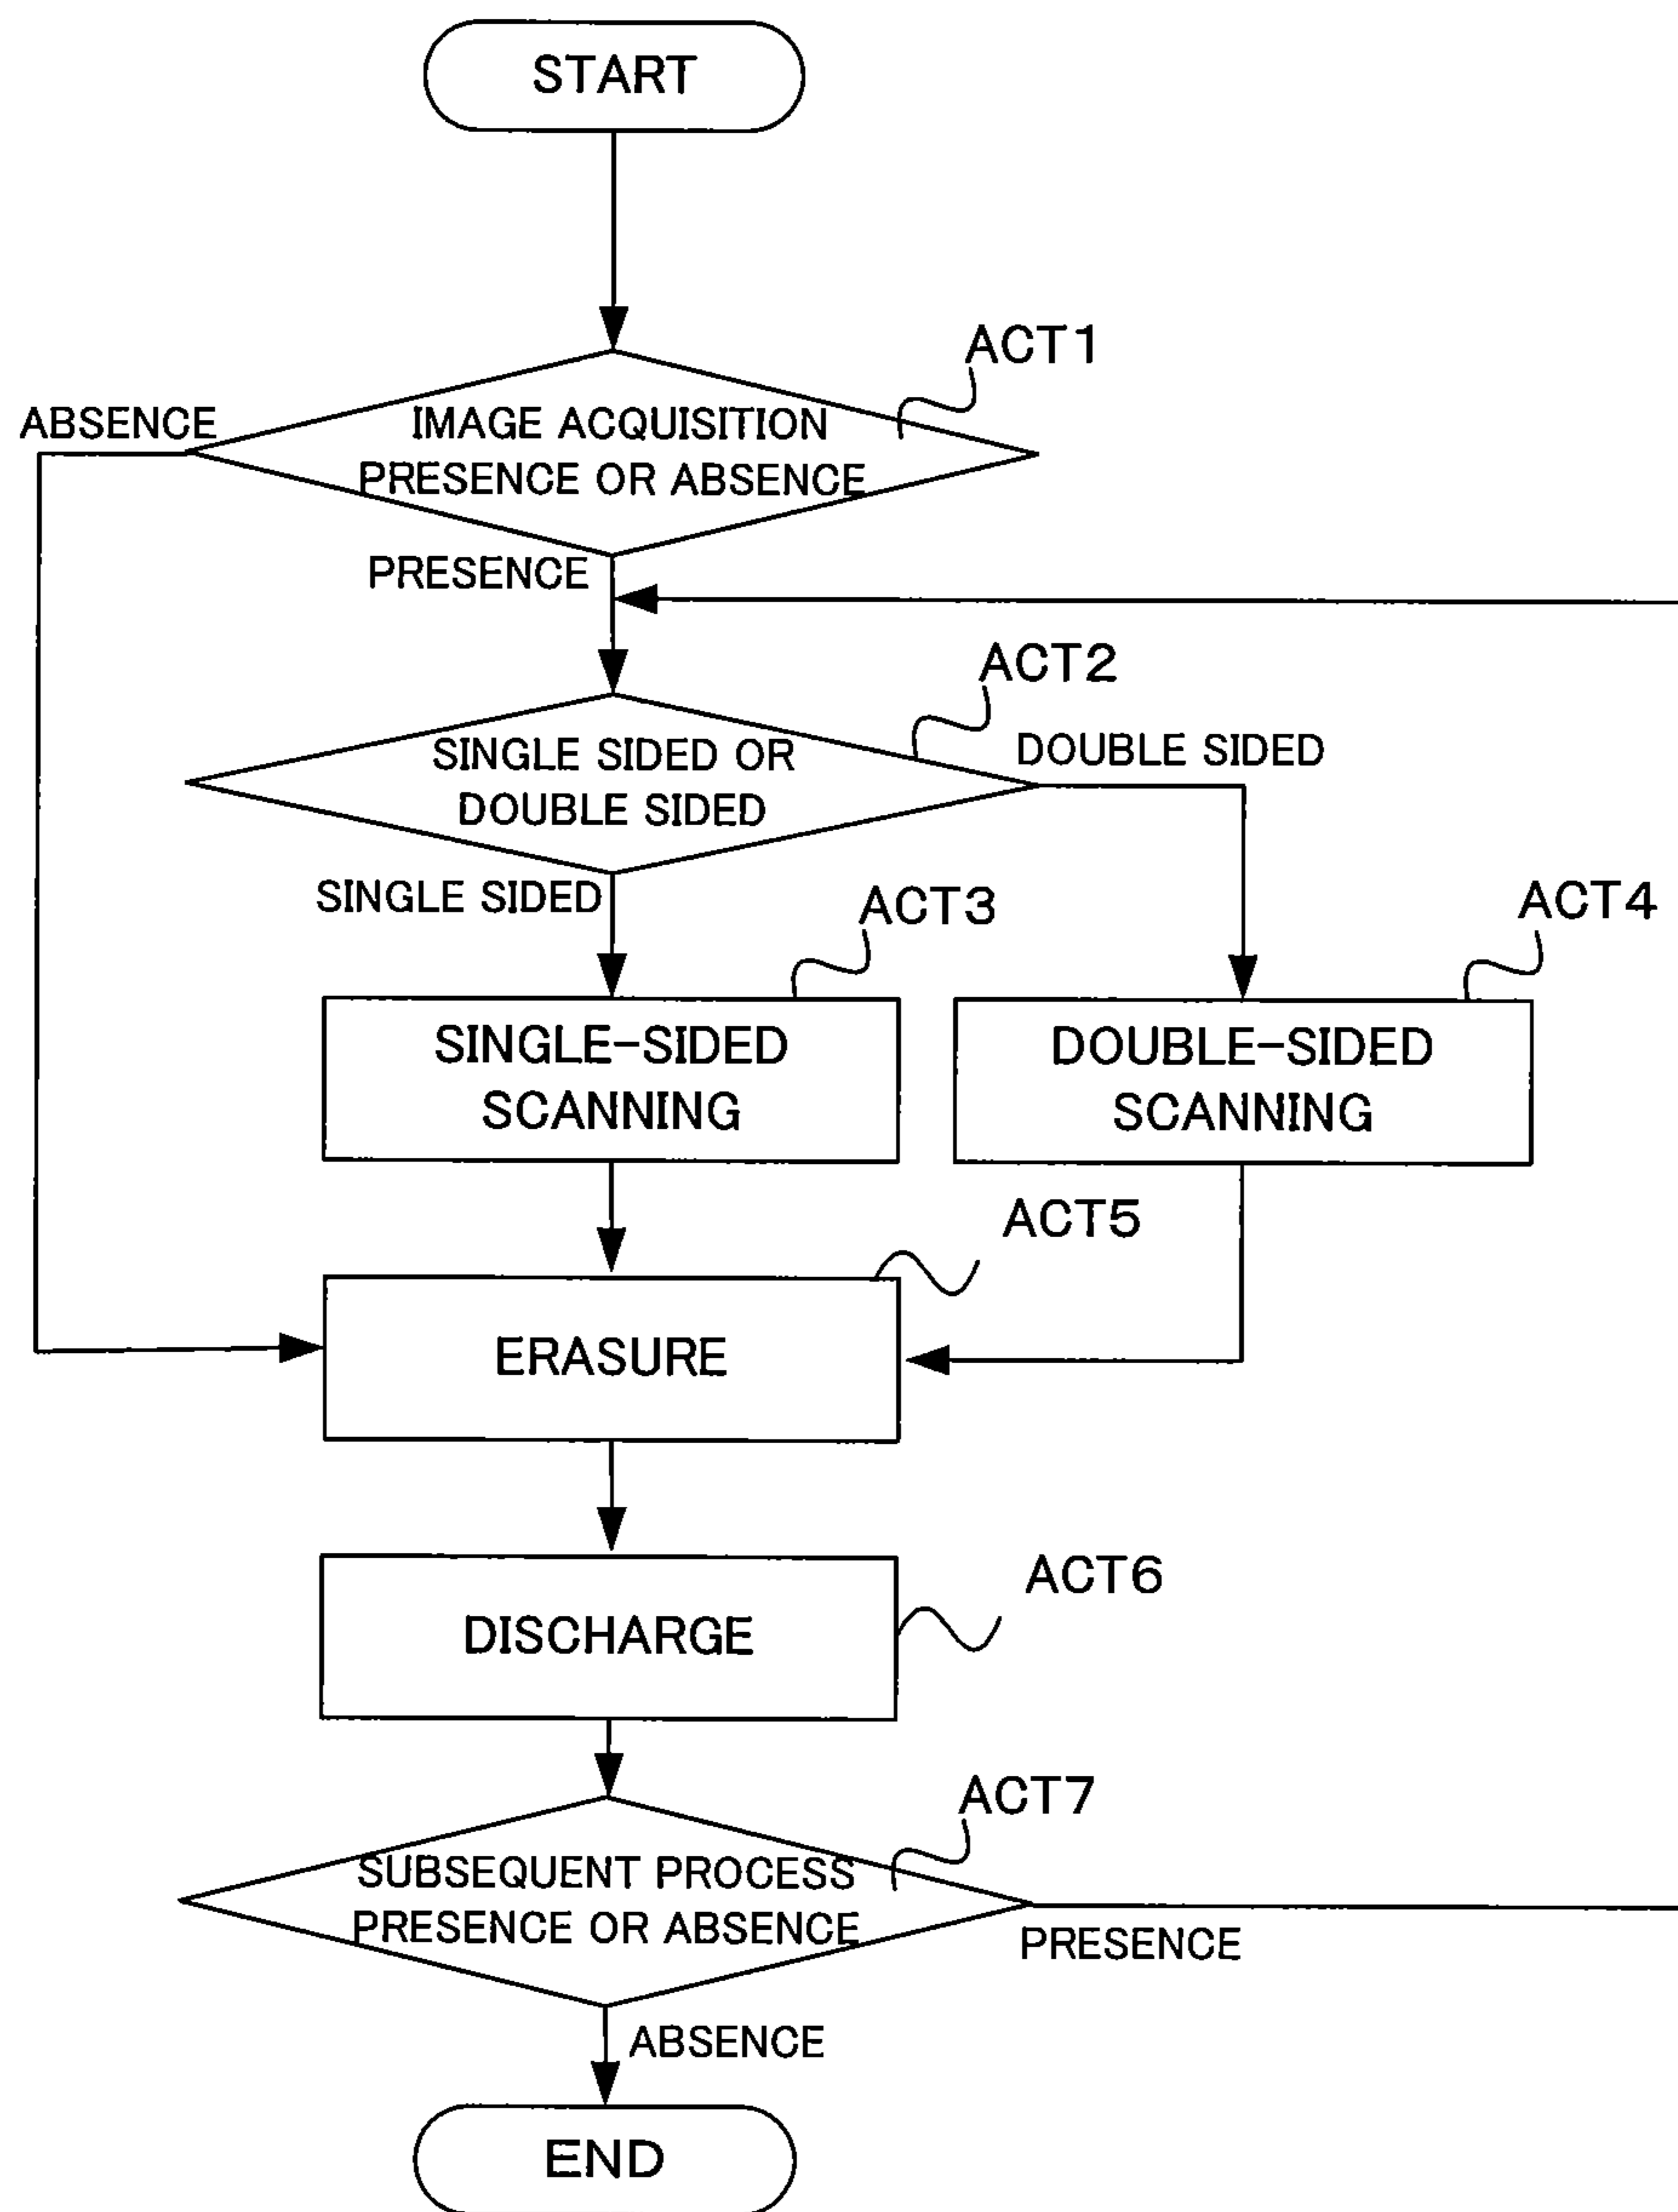 START
ACT1
ABSENCE
IMAGE ACQUISITION
PRESENCE OR ABSENCE
PRESENCE
ACT2
SINGLE SIDED OR
DOUBLE SIDED
DOUBLE SIDED
SINGLE SIDED
ACT3
ACT4
SINGLE-SIDED
SCANNING
DOUBLE-SIDED
SCANNING
ACT5
ERASURE
ACT6
DISCHARGE
ACT7
SUBSEQUENT PROCESS
PRESENCE OR ABSENCE
PRESENCE
ABSENCE
END